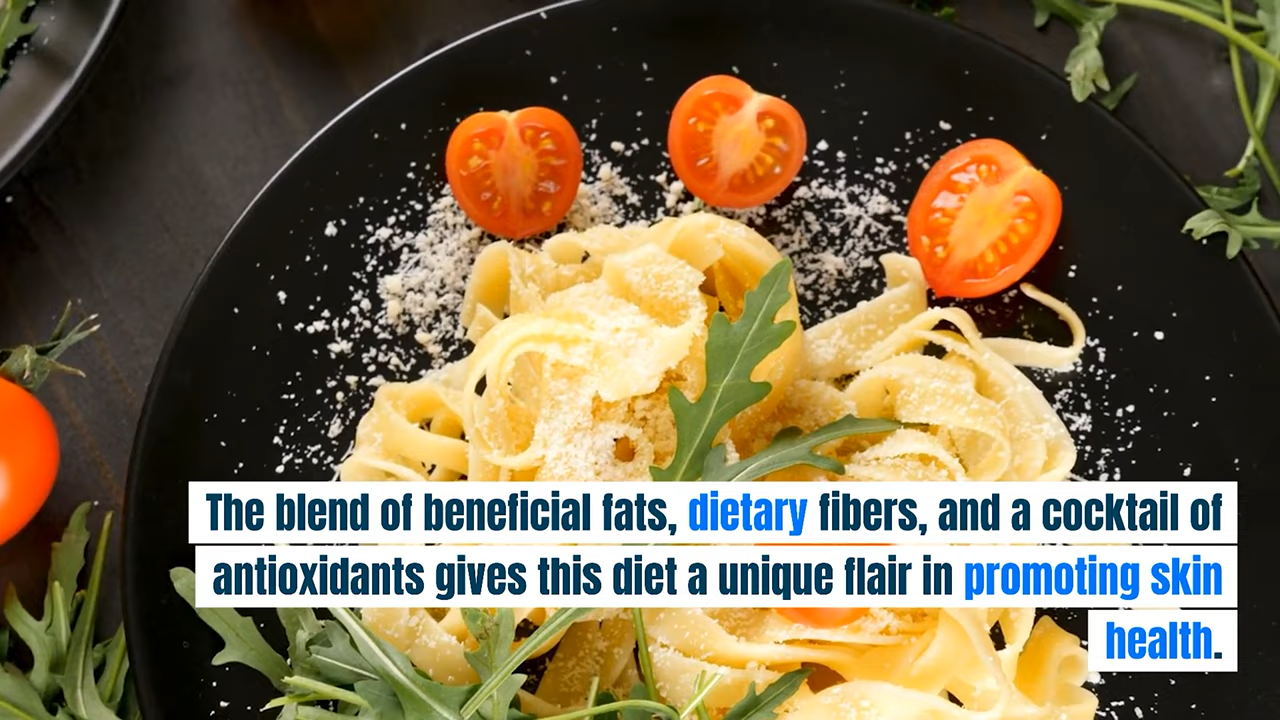 The blend of beneficial fats, dietary fibers, and a cocktail of
antioxidants gives this diet a unique flair in promoting skin
health.